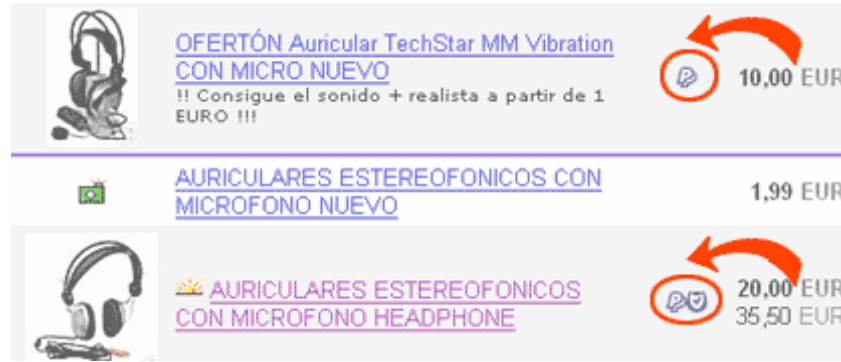 OFERTÓN Auricular TechStar MM Vibration
CON MICRO NUEVO
!! Consigue el sonido + realista a partir de 1
EURO !!!
10,00 EUR
AURICULARES ESTEREOFONICOS CON
MICROFONO NUEVO
1,99 EUR
AURICULARES ESTEREOFONICOS
CON MICROFONO HEADPHONE
20,00 EUR
35,50 EUR